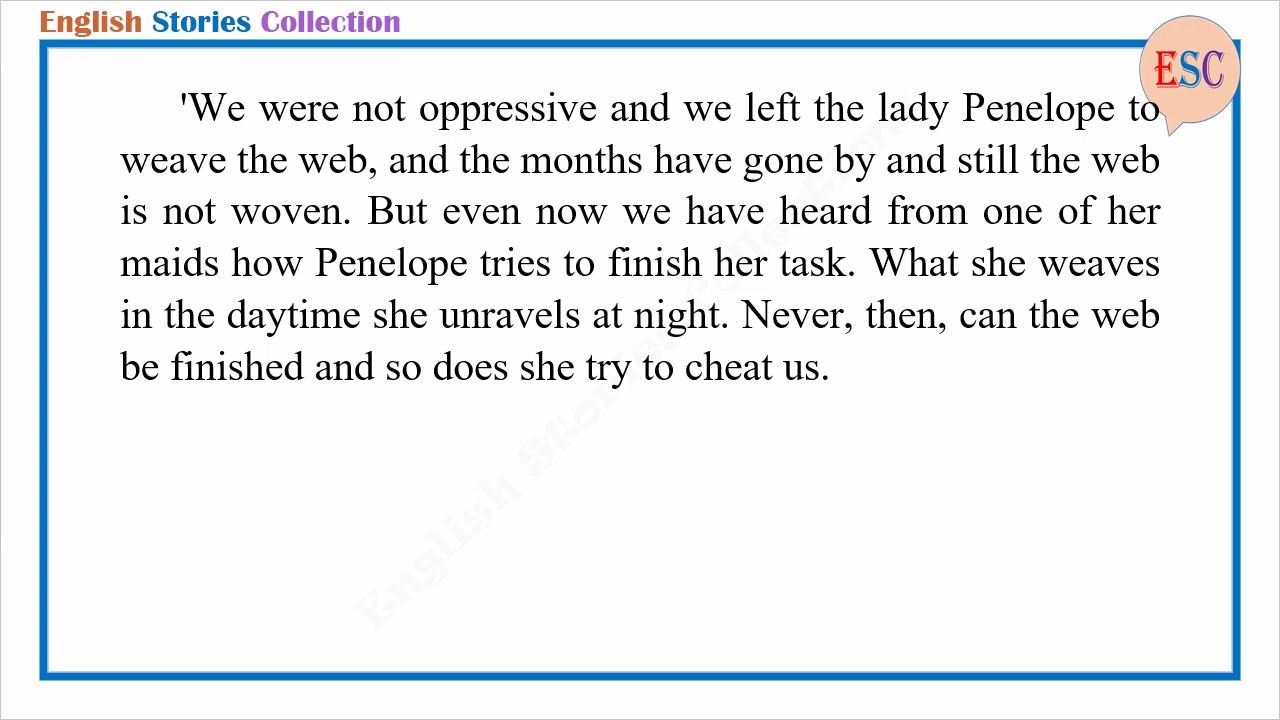 English Stories Collection
ESC
'We were not oppressive and we left the lady Penelope to
weave the web, and the months have gone by and still the web
is not woven. But even now we have heard from one of her
maids how Penelope tries to finish her task. What she weaves
in the daytime she unravels at night. Never, then, can the web
be finished and so does she try to cheat us.
English Stories Collection